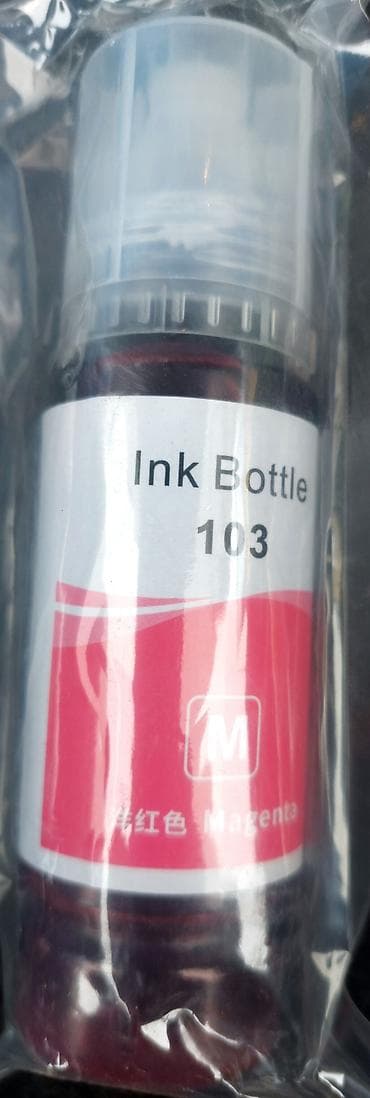 Ink Bottle
103
M
红色 Magenta